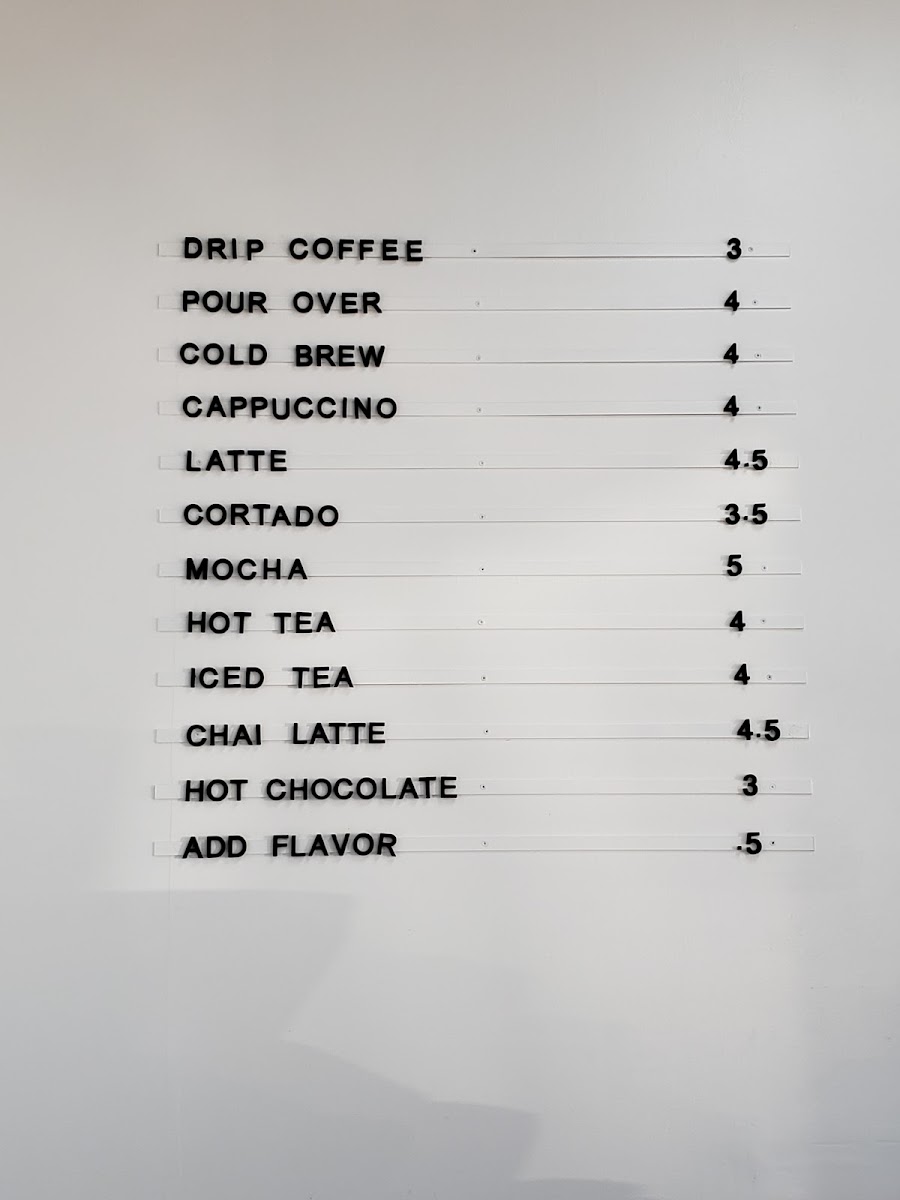 DRIP COFFEE 3
POUR OVER 4
COLD BREW 4
CAPPUCCINO 4
LATTE 4.5
CORTADO 3.5
MOCHA 5
HOT TEA 4
ICED TEA 4
CHAI LATTE 4.5
HOT CHOCOLATE 3
ADD FLAVOR .5